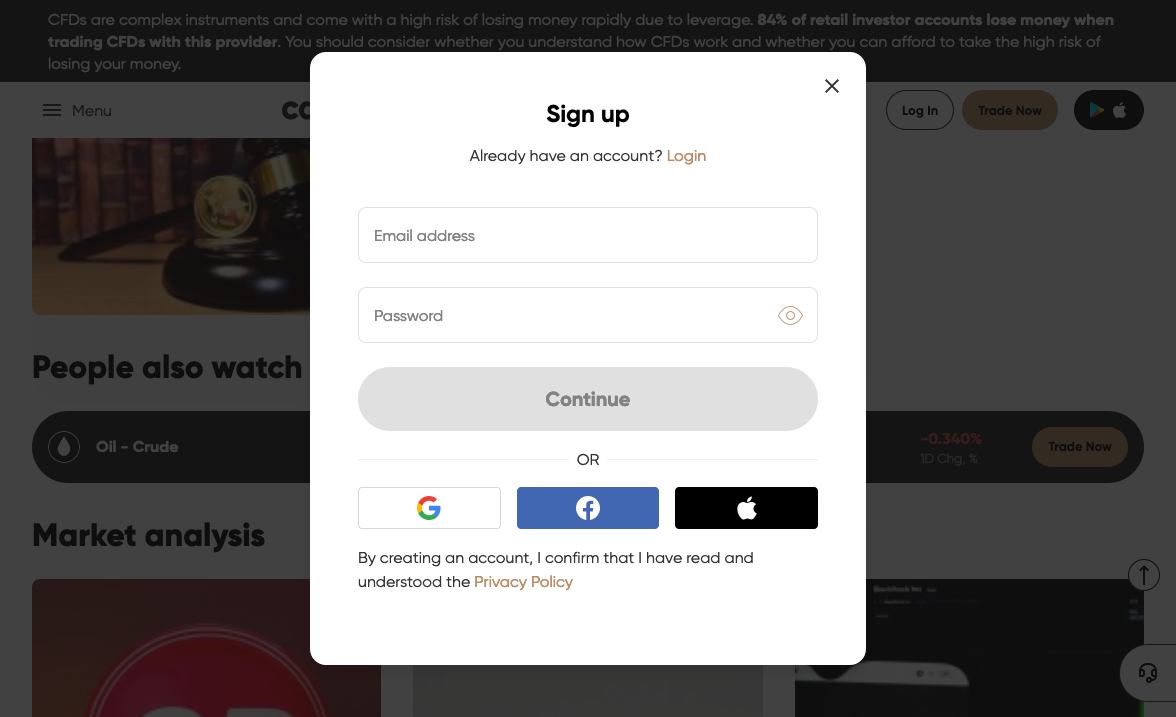 CFDs are complex instruments and come with a high risk of losing money rapidly due to leverage. 84% of retail investor accounts lose money when
trading CFDs with this provider. You should consider whether you understand how CFDs work and whether you can afford to take the high risk of
losing your money.
Menu
Log In
Trade Now
Sign up
Already have an account? Login
Email address
Password
Continue
OR
By creating an account, I confirm that I have read and
understood the Privacy Policy
People also watch
Oil - Crude
-0.340%
1D Chg, %
Trade Now
Market analysis